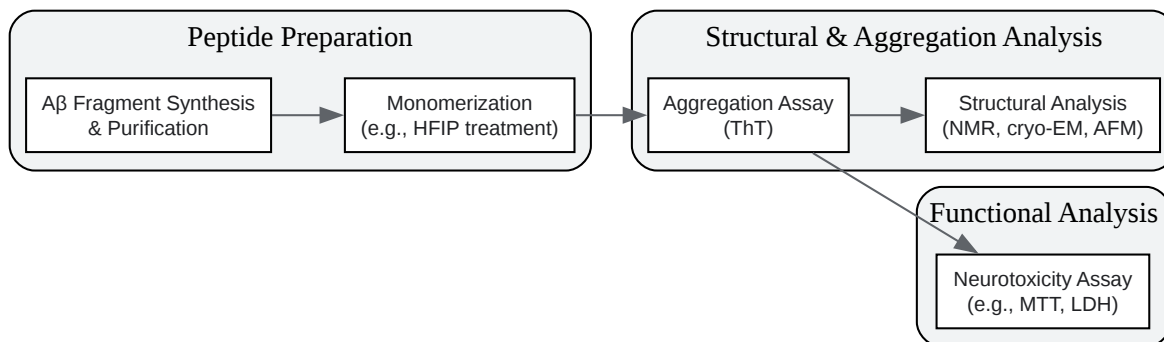 Peptide Preparation
Aβ Fragment Synthesis
& Purification
Monomerization
(e.g., HFIP treatment)
Structural & Aggregation Analysis
Aggregation Assay
(ThT)
Structural Analysis
(NMR, cryo-EM, AFM)
Functional Analysis
Neurotoxicity Assay
(e.g., MTT, LDH)